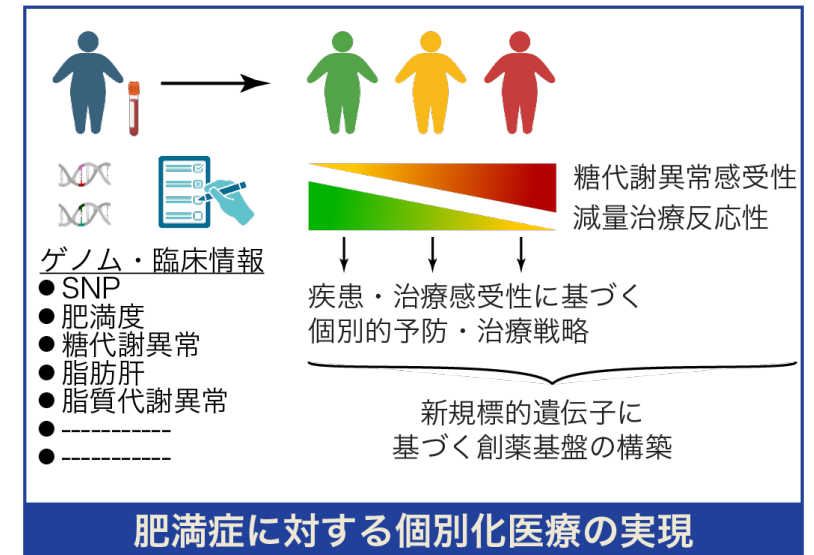 ゲノム・臨床情報
● SNP
● 肥満度
● 糖代謝異常
● 脂肪肝
● 脂質代謝異常
● -----------
● -----------
糖代謝異常感受性
減量治療反応性
疾患・治療感受性に基づく
個別的予防・治療戦略
新規標的遺伝子に
基づく創薬基盤の構築
肥満症に対する個別化医療の実現